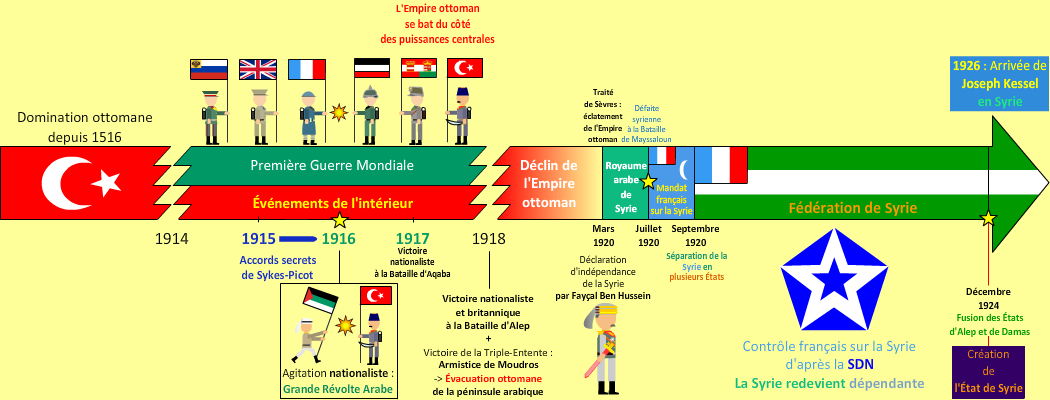 L'Empire ottoman
se bat du côté
des puissances centrales
1926 : Arrivée de
Joseph Kessel
en Syrie
Domination ottomane
depuis 1516
Traité
de Sèvres :
éclatement
de l'Empire
ottoman
Défaite
syrienne
à la Bataille
de Mayssaloun
Première Guerre Mondiale
Événements de l'intérieur
Déclin de
l'Empire
ottoman
Royaume
arabe
de
Syrie
Mandat
français
sur la Syrie
Fédération de Syrie
1914
1915
1916
1917
1918
Accords secrets
de Sykes-Picot
Victoire
nationaliste
à la Bataille d'Aqaba
Mars
1920
Juillet
1920
Septembre
1920
Déclaration
d'indépendance
de la Syrie
par Fayçal Ben Hussein
Séparation de la
Syrie en
plusieurs États
Agitation nationaliste :
Grande Révolte Arabe
Victoire nationaliste
et britannique
à la Bataille d'Alep
+
Victoire de la Triple-Entente :
Armistice de Moudros
-> Évacuation ottomane
de la péninsule arabique
Contrôle français sur la Syrie
d'après la SDN
La Syrie redevient dépendante
Décembre
1924
Fusion des États
d'Alep et de Damas
Création
de
l'État de Syrie